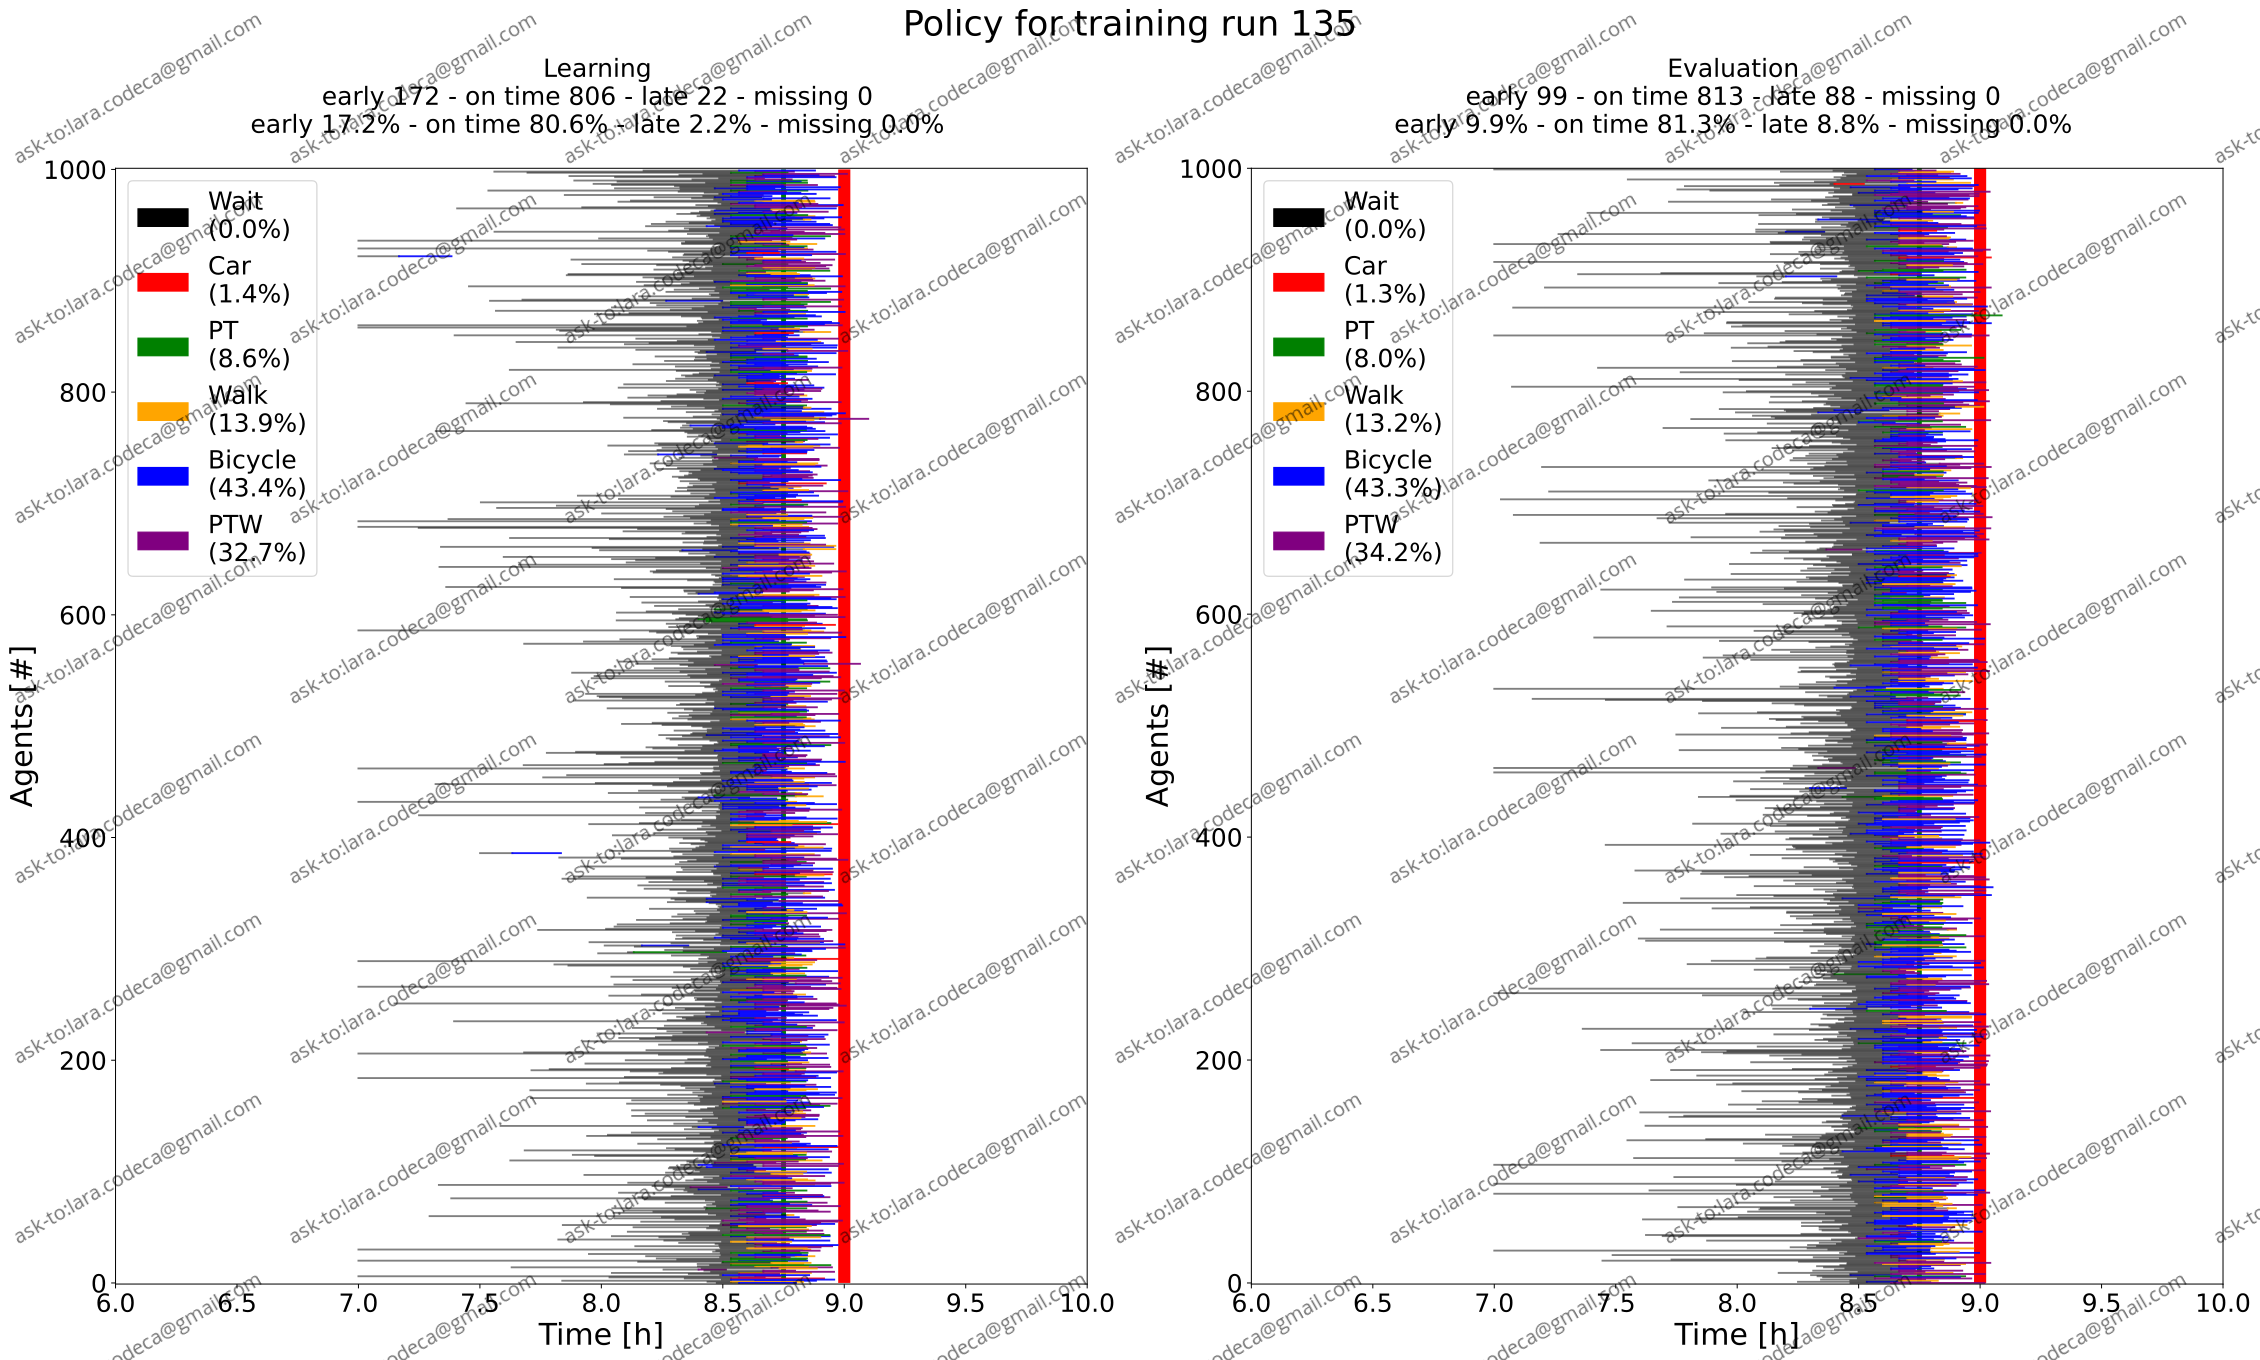 Policy for training run 135
Learning
early 172 - on time 806 - late 22 - missing 0
early 17.2% - on time 80.6% - late 2.2% - missing 0.0%
1000
800
600
400
200
0
Agents [#]
Wait
(0.0%)
Car
(1.4%)
PT
(8.6%)
Walk
(13.9%)
Bicycle
(43.4%)
PTW
(32.7%)
6.0 6.5 7.0 7.5 8.0 8.5 9.0 9.5 10.0
Time [h]
Evaluation
early 99 - on time 813 - late 88 - missing 0
early 9.9% - on time 81.3% - late 8.8% - missing 0.0%
1000
800
600
400
200
0
Agents [#]
Wait
(0.0%)
Car
(1.3%)
PT
(8.0%)
Walk
(13.2%)
Bicycle
(43.3%)
PTW
(34.2%)
6.0 6.5 7.0 7.5 8.0 8.5 9.0 9.5 10.0
Time [h]
ask-to:lara.codeca@gmail.com